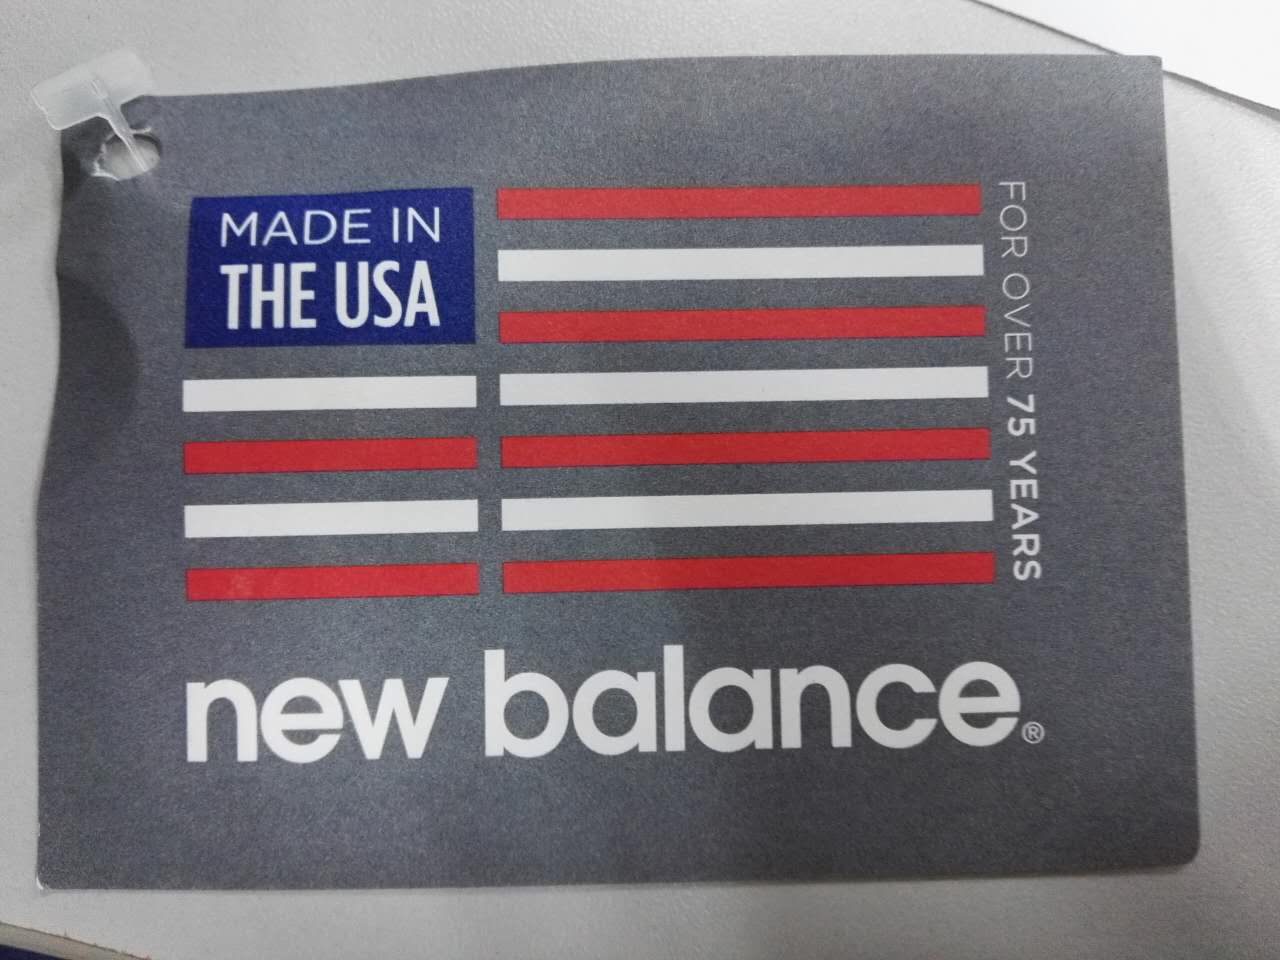 MADE IN
THE USA
FOR OVER 75 YEARS
new balance®